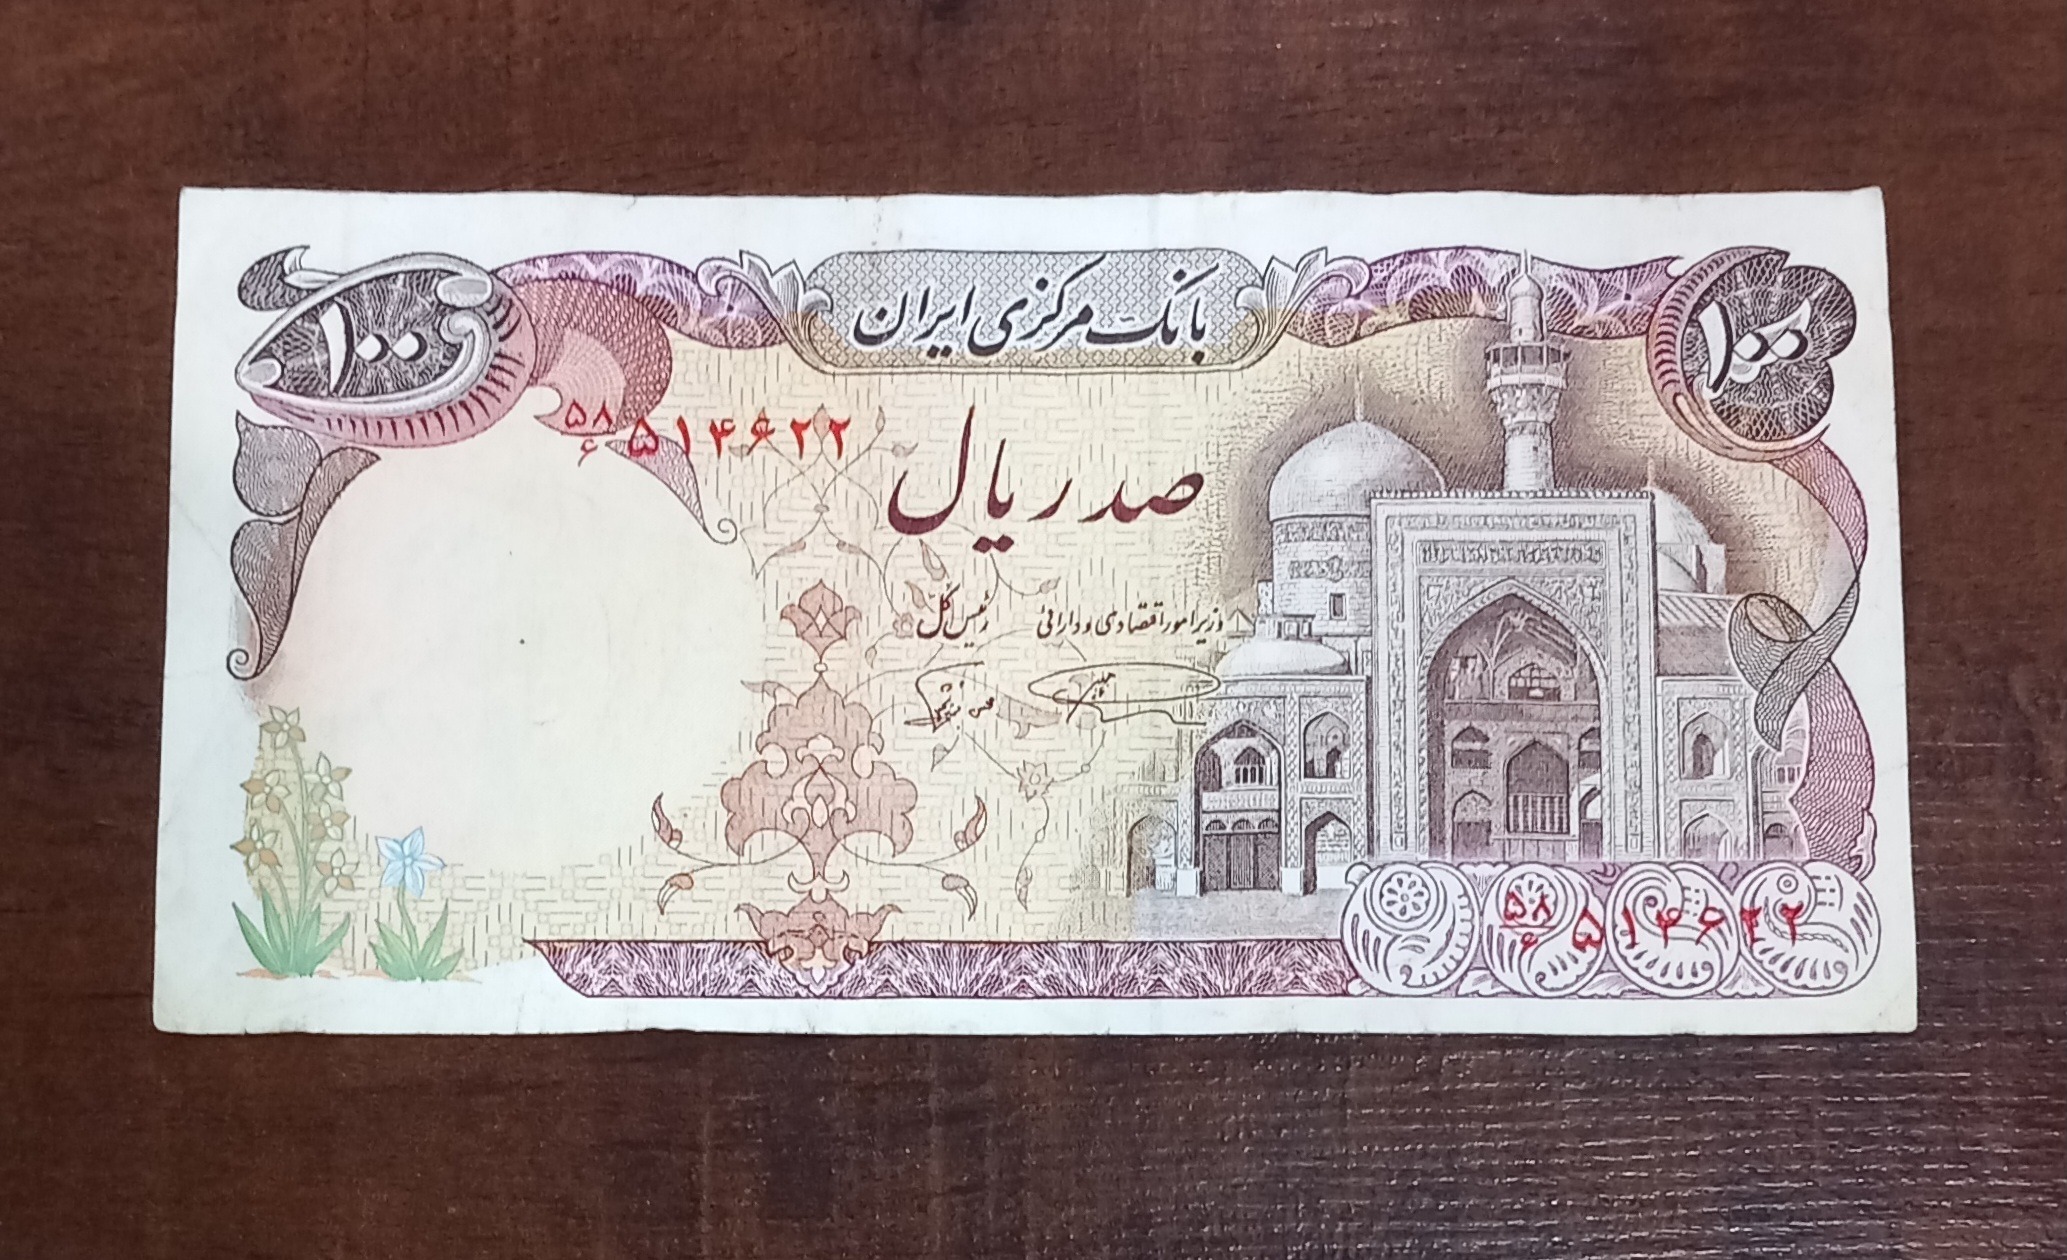 بانک مرکزی ایران
۱۰۰
۱۰۰
۵۸/۶ ۵۱۴۶۲۲
صد ریال
وزیر امور اقتصادی و دارائی
رئیس کل
۵۸/۶ ۵۱۴۶۲۲